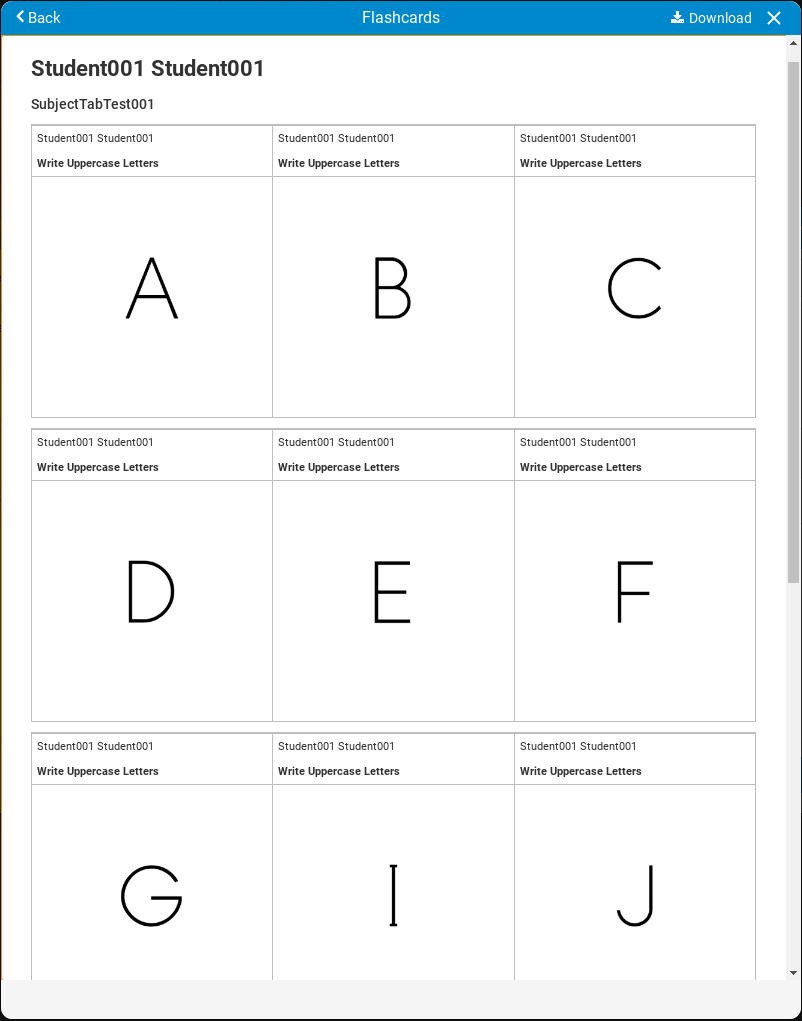 Back Flashcards Download
Student001 Student001
SubjectTabTest001
Student001 Student001 Student001 Student001 Student001 Student001
Write Uppercase Letters Write Uppercase Letters Write Uppercase Letters
A B C
Student001 Student001 Student001 Student001 Student001 Student001
Write Uppercase Letters Write Uppercase Letters Write Uppercase Letters
D E F
Student001 Student001 Student001 Student001 Student001 Student001
Write Uppercase Letters Write Uppercase Letters Write Uppercase Letters
G I J